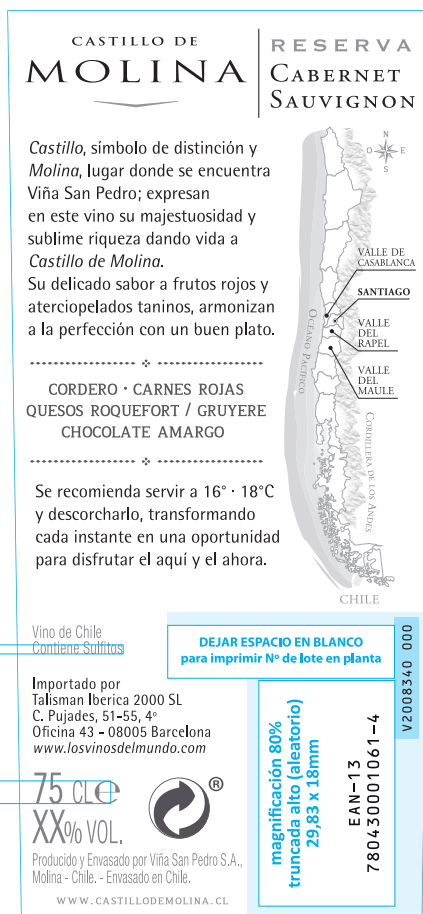 CASTILLO DE
MOLINA
RESERVA
CABERNET
SAUVIGNON
Castillo, símbolo de distinción y
Molina, lugar donde se encuentra
Viña San Pedro; expresan
en este vino su majestuosidad y
sublime riqueza dando vida a
Castillo de Molina.
Su delicado sabor a frutos rojos y
aterciopelados taninos, armonizan
a la perfección con un buen plato.
CORDERO · CARNES ROJAS
QUESOS ROQUEFORT / GRUYERE
CHOCOLATE AMARGO
Se recomienda servir a 16° · 18°C
y descorcharlo, transformando
cada instante en una oportunidad
para disfrutar el aquí y el ahora.
N
O E
S
VALLE DE
CASABLANCA
SANTIAGO
VALLE
DEL
RAPEL
VALLE
DEL
MAULE
OCEANO PACIFICO
CORDILLERA DE LOS ANDES
CHILE
Vino de Chile
Contiene Sulfitos
Importado por
Talisman Iberica 2000 SL
C. Pujades, 51-55, 4º
Oficina 43 - 08005 Barcelona
www.losvinosdelmundo.com
75 CL e
XX% VOL.
®
Producido y Envasado por Viña San Pedro S.A.,
Molina - Chile. - Envasado en Chile.
WWW.CASTILLODEMOLINA.CL
DEJAR ESPACIO EN BLANCO
para imprimir Nº de lote en planta
V2008340 000
magnificación 80%
truncada alto (aleatorio)
29,83 x 18mm
EAN-13
780430001061-4